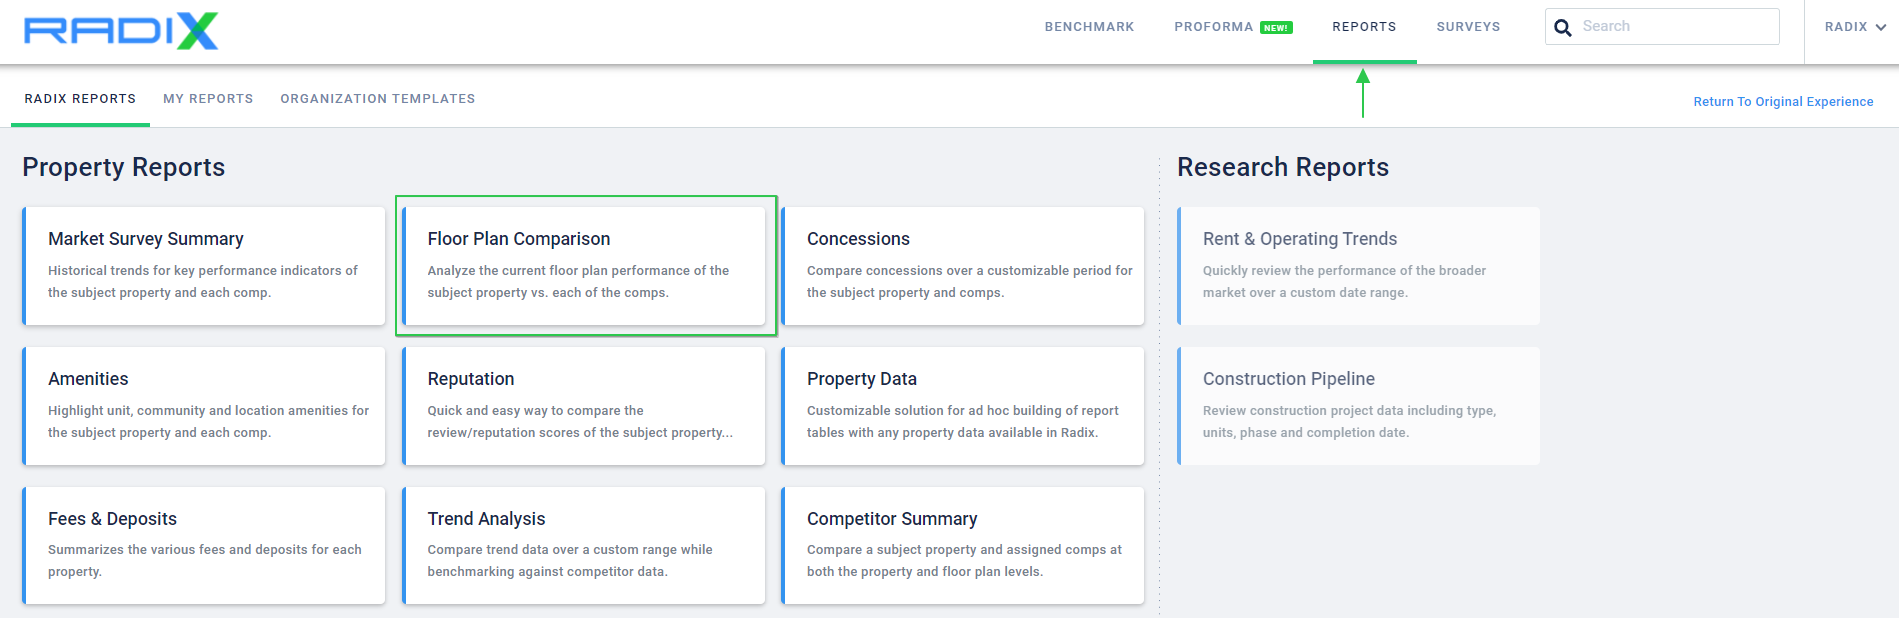 RADIX
BENCHMARK
PROFORMA NEW!
REPORTS
SURVEYS
Search
RADIX
RADIX REPORTS
MY REPORTS
ORGANIZATION TEMPLATES
Return To Original Experience
Property Reports
Market Survey Summary
Historical trends for key performance indicators of
the subject property and each comp.
Floor Plan Comparison
Analyze the current floor plan performance of the
subject property vs. each of the comps.
Concessions
Compare concessions over a customizable period for
the subject property and comps.
Amenities
Highlight unit, community and location amenities for
the subject property and each comp.
Reputation
Quick and easy way to compare the
review/reputation scores of the subject property...
Property Data
Customizable solution for ad hoc building of report
tables with any property data available in Radix.
Fees & Deposits
Summarizes the various fees and deposits for each
property.
Trend Analysis
Compare trend data over a custom range while
benchmarking against competitor data.
Competitor Summary
Compare a subject property and assigned comps at
both the property and floor plan levels.
Research Reports
Rent & Operating Trends
Quickly review the performance of the broader
market over a custom date range.
Construction Pipeline
Review construction project data including type,
units, phase and completion date.